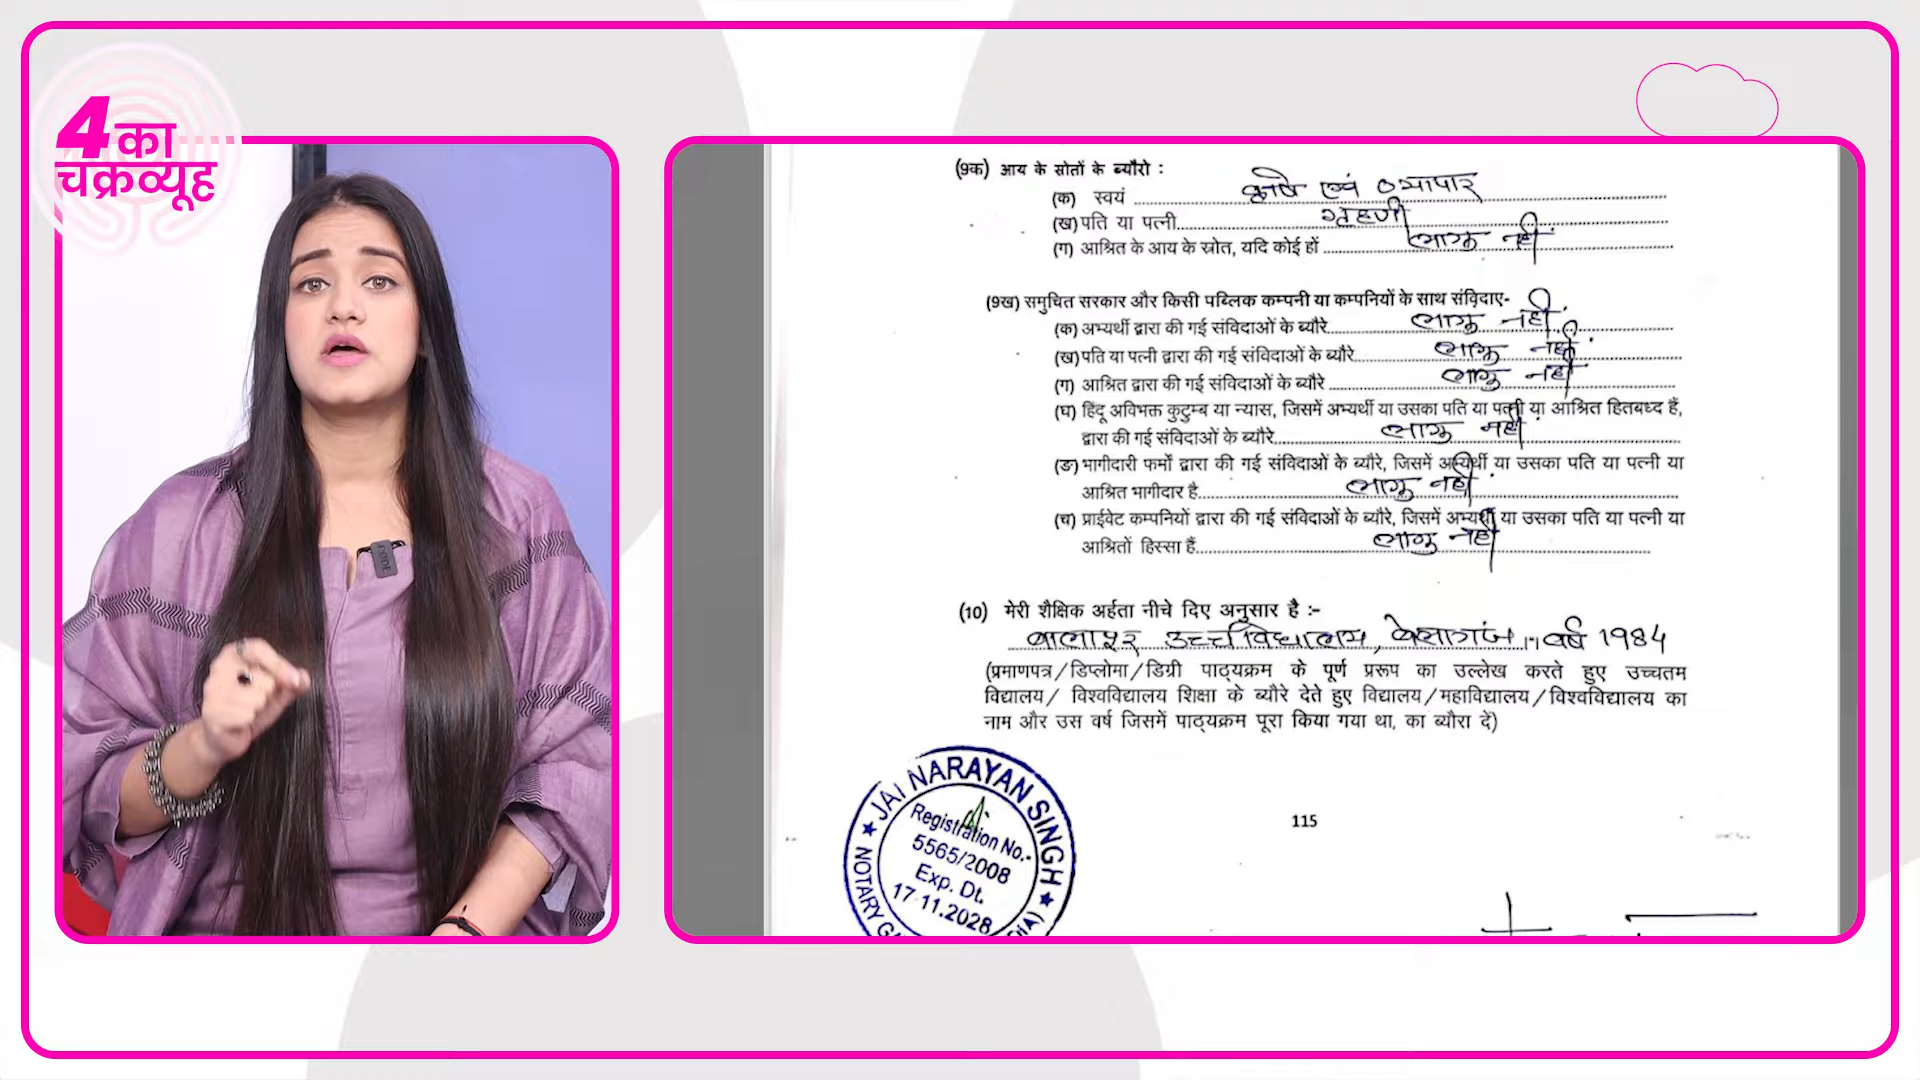 4 का
चक्रव्यूह
(9क) आय के स्रोतों के ब्यौरो :
(क) स्वयं कृषि एवं व्यापार
(ख) पति या पत्नी गृहणी
(ग) आश्रित के आय के स्रोत, यदि कोई हों लागू नहीं
(9ख) समुचित सरकार और किसी पब्लिक कम्पनी या कम्पनियों के साथ संविदाए-
(क) अभ्यर्थी द्वारा की गई संविदाओं के ब्यौरे लागू नहीं
(ख) पति या पत्नी द्वारा की गई संविदाओं के ब्यौरे लागू नहीं
(ग) आश्रित द्वारा की गई संविदाओं के ब्यौरे लागू नहीं
(घ) हिंदू अविभक्त कुटुम्ब या न्यास, जिसमें अभ्यर्थी या उसका पति या पत्नी या आश्रित हितबध्द हैं,
द्वारा की गई संविदाओं के ब्यौरे लागू नहीं
(ङ) भागीदारी फर्मों द्वारा की गई संविदाओं के ब्यौरे, जिसमें अभ्यर्थी या उसका पति या पत्नी या
आश्रित भागीदार है लागू नहीं
(च) प्राईवेट कम्पनियों द्वारा की गई संविदाओं के ब्यौरे, जिसमें अभ्यर्थी या उसका पति या पत्नी या
आश्रितों हिस्सा हैं लागू नहीं
(10) मेरी शैक्षिक अर्हता नीचे दिए अनुसार है :-
उच्च विद्यालय, वर्ष 1984
(प्रमाणपत्र/डिप्लोमा/डिग्री पाठ्यक्रम के पूर्ण प्ररूप का उल्लेख करते हुए उच्चतम
विद्यालय/ विश्वविद्यालय शिक्षा के ब्यौरे देते हुए विद्यालय/महाविद्यालय/विश्वविद्यालय का
नाम और उस वर्ष जिसमें पाठ्यक्रम पूरा किया गया था, का ब्यौरा दें)
JAI NARAYAN SINGH
Registration No.-
5565/2008
Exp. Dt.
17-11.2028
NOTARY
115